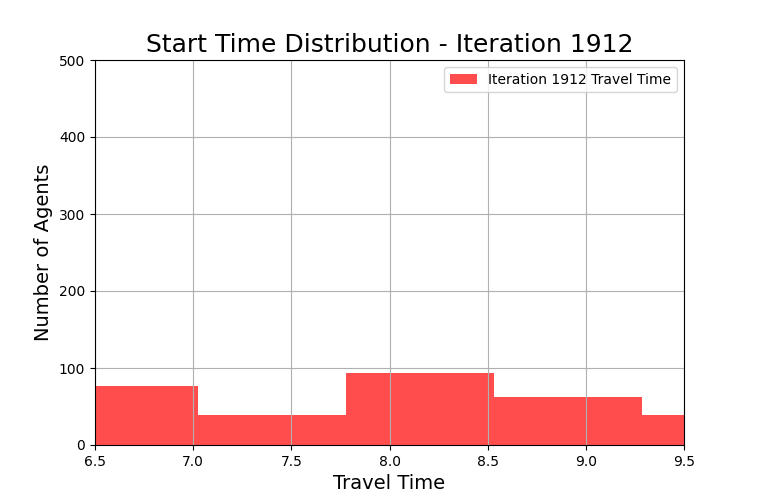 Start Time Distribution - Iteration 1912
Iteration 1912 Travel Time
Number of Agents
500
400
300
200
100
0
6.5 7.0 7.5 8.0 8.5 9.0 9.5
Travel Time